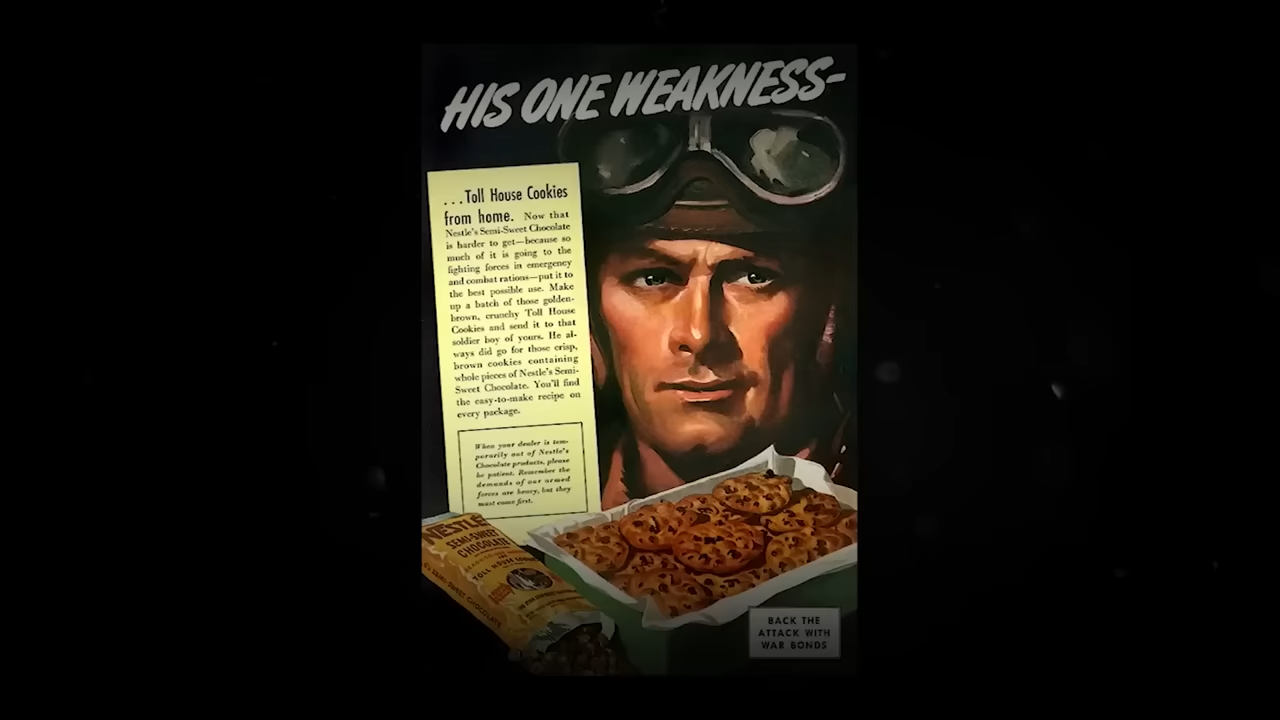 HIS ONE WEAKNESS-
...Toll House Cookies
from home. Now that
Nestle's Semi-Sweet Chocolate
is harder to get—because so
much of it is going to the
fighting forces in emergency
and combat rations—put it to
the best possible use. Make
up a batch of those golden-
brown, crunchy Toll House
Cookies and send it to that
soldier boy of yours. He al-
ways did go for those crisp,
brown cookies containing
whole pieces of Nestle's Semi-
Sweet Chocolate. You'll find
the easy-to-make recipe on
every package.
When your dealer is tem-
porarily out of Nestle's
Chocolate products, please
be patient. Remember the
demands of our armed
forces are heavy, but they
must come first.
NESTLE'S
SEMI-SWEET
CHOCOLATE
TOLL HOUSE
SEMI-SWEET CHOCOLATE
BACK THE
ATTACK WITH
WAR BONDS